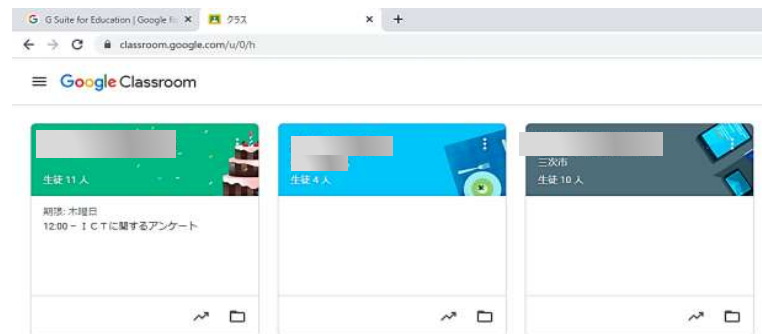 G Suite for Education | Google f
クラス
classroom.google.com/u/0/h
Google Classroom
生徒 11 人
期限: 木曜日
12:00 – ＩＣＴに関するアンケート
生徒 4 人
三次市
生徒 10 人